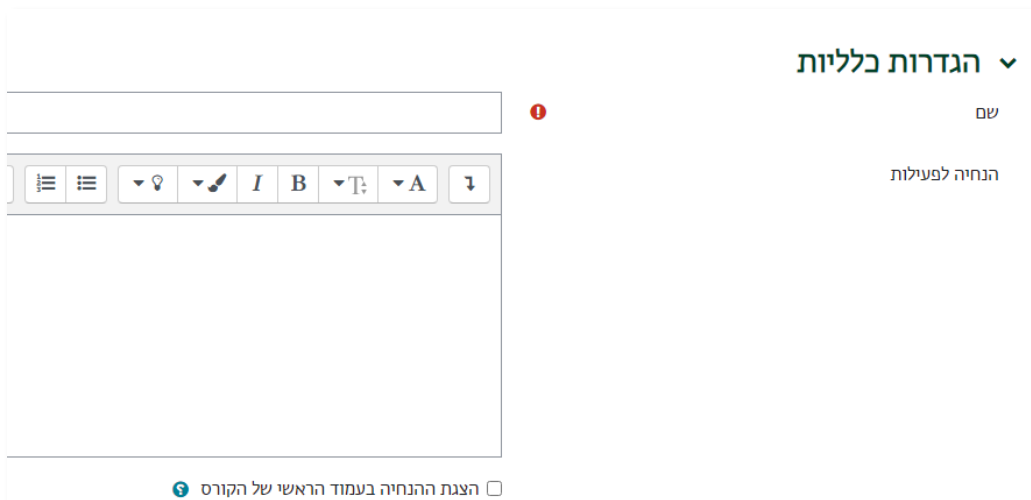 הגדרות כלליות
שם
הנחיה לפעילות
הצגת ההנחיה בעמוד הראשי של הקורס